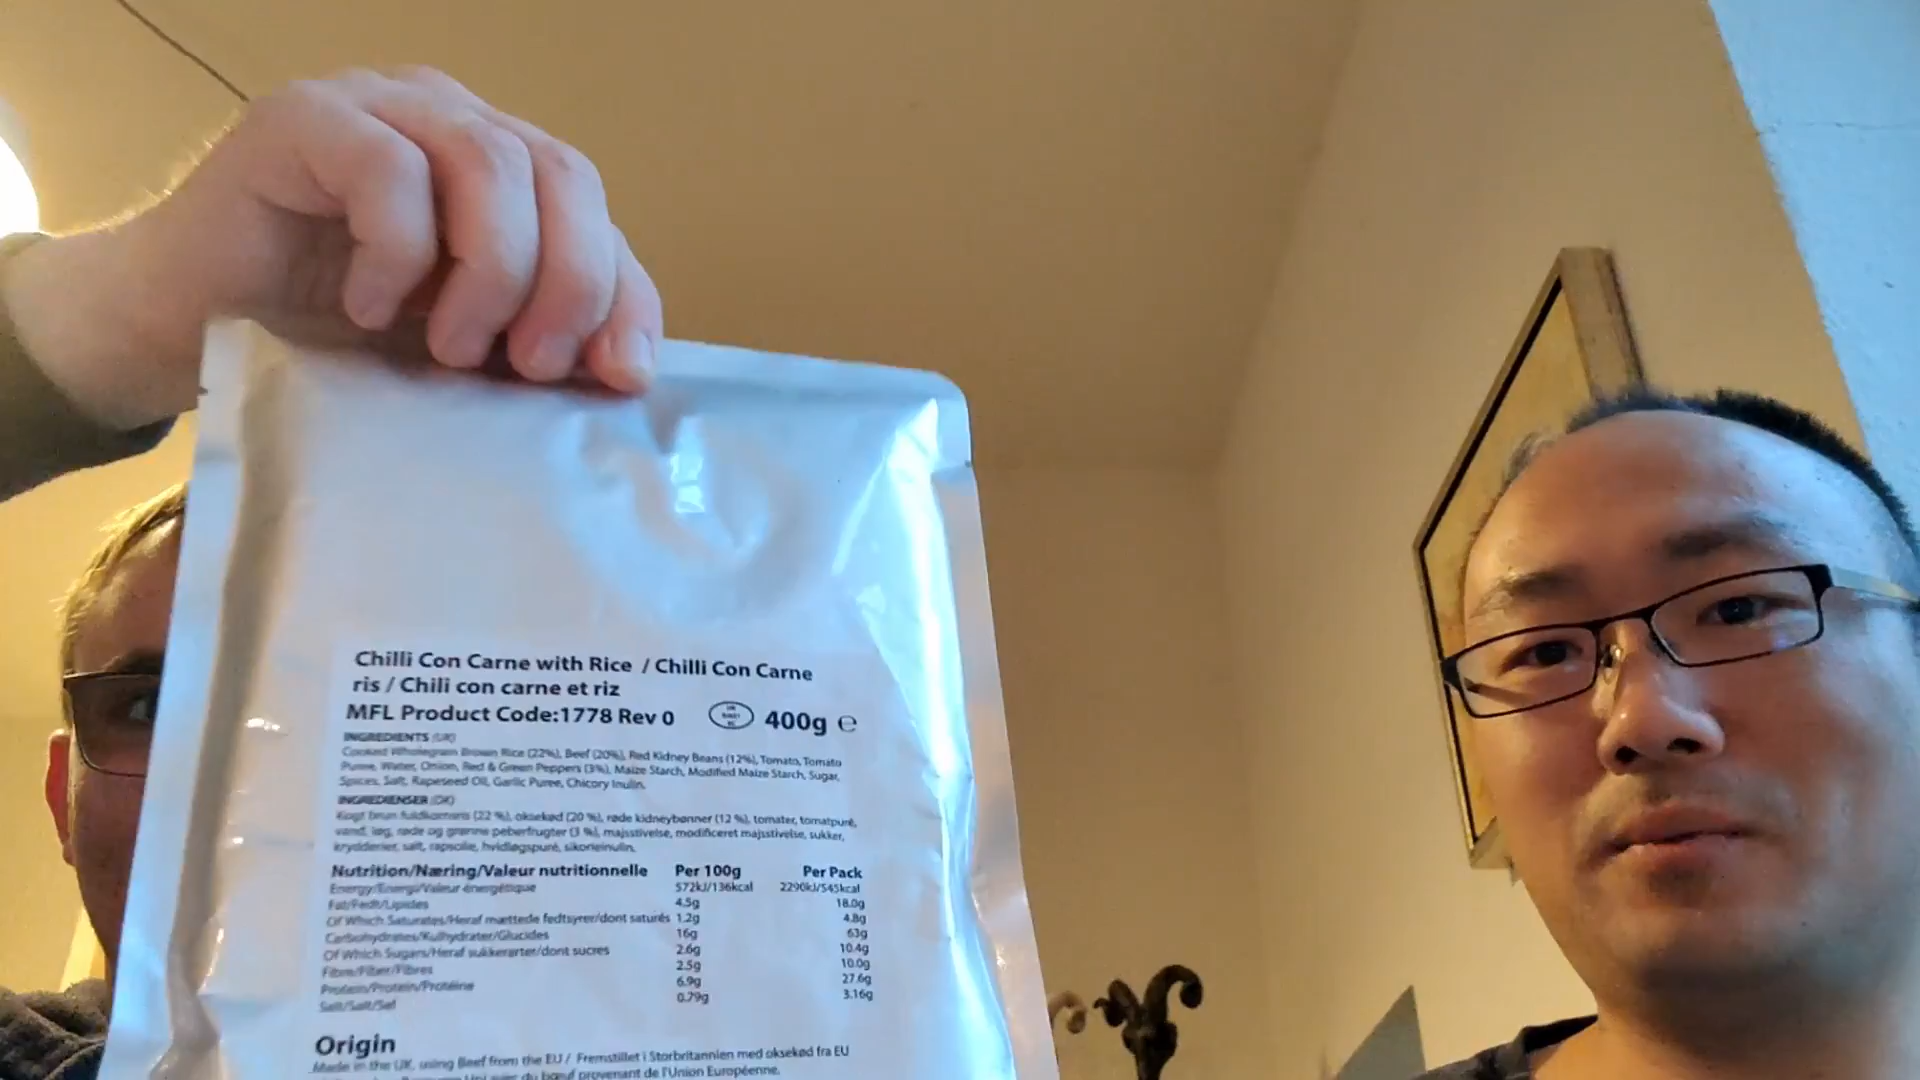 Chilli Con Carne with Rice / Chilli Con Carne
ris / Chili con carne et riz
MFL Product Code:1778 Rev 0
400g ℮
INGREDIENTS (UK)
Cooked Wholegrain Brown Rice (22%), Beef (20%), Red Kidney Beans (12%), Tomato, Tomato
Puree, Water, Onion, Red & Green Peppers (3%), Maize Starch, Modified Maize Starch, Sugar,
Spices, Salt, Rapeseed Oil, Garlic Puree, Chicory Inulin.
INGREDIENSER (DK)
Kogt brun fuldkornsris (22 %), oksekød (20 %), røde kidneybønner (12 %), tomater, tomatpuré,
vand, løg, røde og grønne peberfrugter (3 %), majsstivelse, modificeret majsstivelse, sukker,
krydderier, salt, rapsolie, hvidløgspuré, sikorieinulin.
Nutrition/Næring/Valeur nutritionnelle Per 100g Per Pack
Energy/Energi/Valeur énergétique 572kJ/136kcal 2290kJ/545kcal
Fat/Fedt/Lipides 4.5g 18.0g
Of Which Saturates/Heraf mættede fedtsyrer/dont saturés 1.2g 4.8g
Carbohydrates/Kulhydrater/Glucides 16g 63g
Of Which Sugars/Heraf sukkerarter/dont sucres 2.6g 10.4g
Fibre/Fiber/Fibres 2.5g 10.0g
Protein/Protein/Protéine 6.9g 27.6g
Salt/Salt/Sel 0.79g 3.16g
Origin
Made in the UK, using Beef from the EU / Fremstillet i Storbritannien med oksekød fra EU
du bœuf provenant de l'Union Européenne.